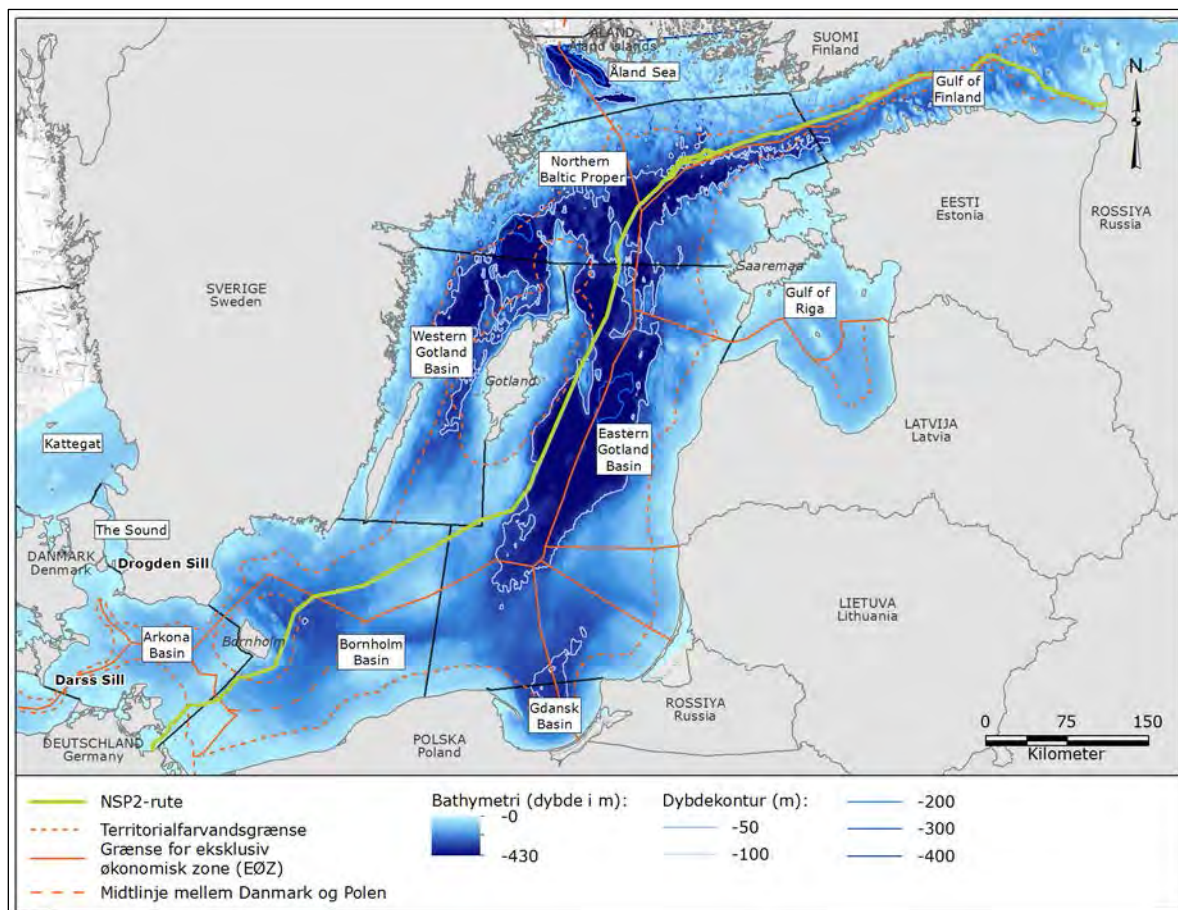 ÅLAND
Åland islands
SUOMI
Finland
Åland Sea
N
Gulf of
Finland
Northern
Baltic Proper
EESTI
Estonia
ROSSIYA
Russia
Saaremaa
SVERIGE
Sweden
Gulf of
Riga
Western
Gotland
Basin
Gotland
LATVIJA
Latvia
Kattegat
Eastern
Gotland
Basin
The Sound
DANMARK
Denmark
Drogden Sill
LIETUVA
Lithuania
Arkona
Basin
Bornholm
Bornholm
Basin
Darss Sill
ROSSIYA
Russia
Gdansk
Basin
DEUTSCHLAND
Germany
POLSKA
Poland
0 75 150
Kilometer
NSP2-rute
Territorialfarvandsgrænse
Grænse for eksklusiv
økonomisk zone (EØZ)
Midtlinje mellem Danmark og Polen
Bathymetri (dybde i m):
-0
-430
Dybdekontur (m):
-50
-100
-200
-300
-400